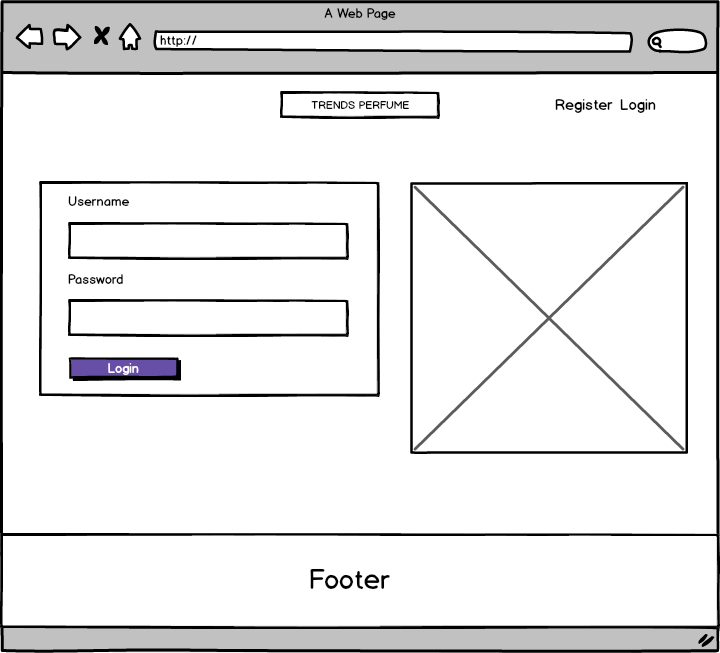 A Web Page
http://
TRENDS PERFUME
Register Login
Username
Password
Login
Footer